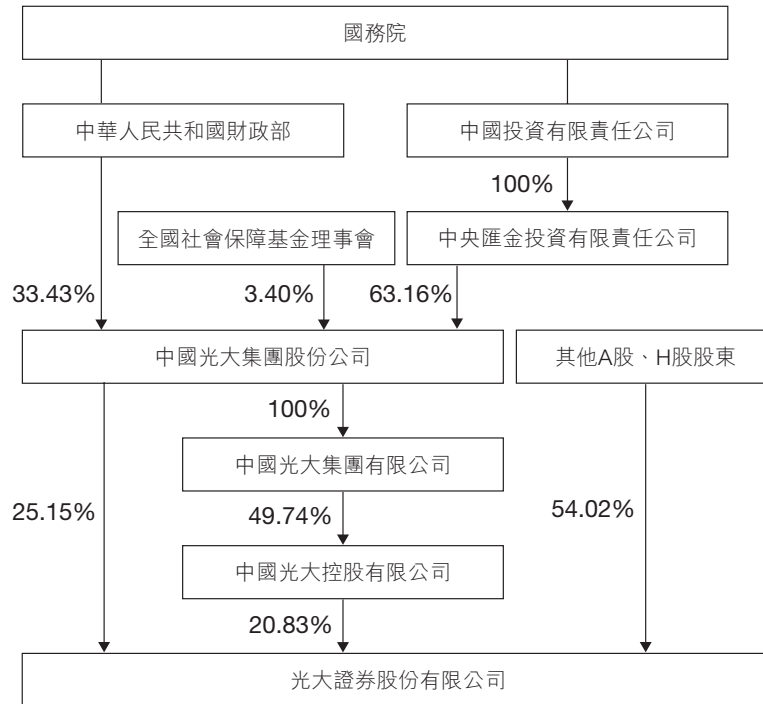 國務院
中華人民共和國財政部
中國投資有限責任公司
100%
全國社會保障基金理事會
中央匯金投資有限責任公司
33.43%
3.40%
63.16%
中國光大集團股份公司
其他A股、H股股東
100%
中國光大集團有限公司
25.15%
49.74%
54.02%
中國光大控股有限公司
20.83%
光大證券股份有限公司